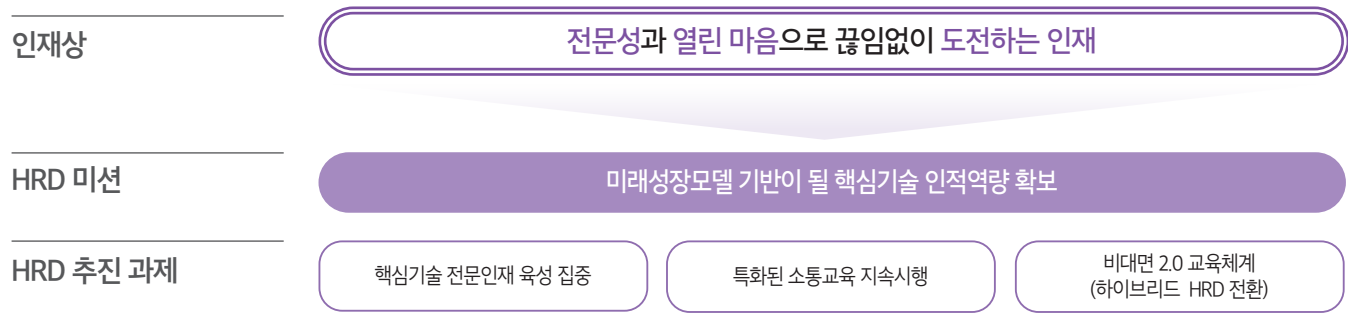 인재상
전문성과 열린 마음으로 끊임없이 도전하는 인재
HRD 미션
미래성장모델 기반이 될 핵심기술 인적역량 확보
HRD 추진 과제
핵심기술 전문인재 육성 집중
특화된 소통교육 지속시행
비대면 2.0 교육체계
(하이브리드 HRD 전환)